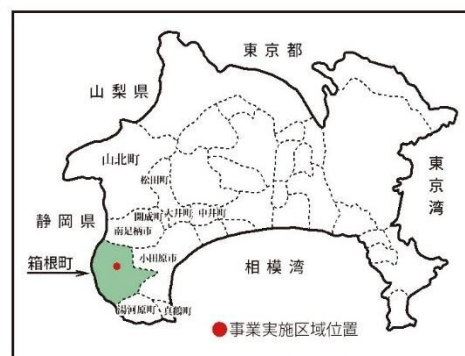 東京都
山梨県
山北町
松田町
東京湾
静岡県
開成町
大井町
中井町
南足柄市
箱根町
小田原市
相模湾
湯河原町
真鶴町
●事業実施区域位置